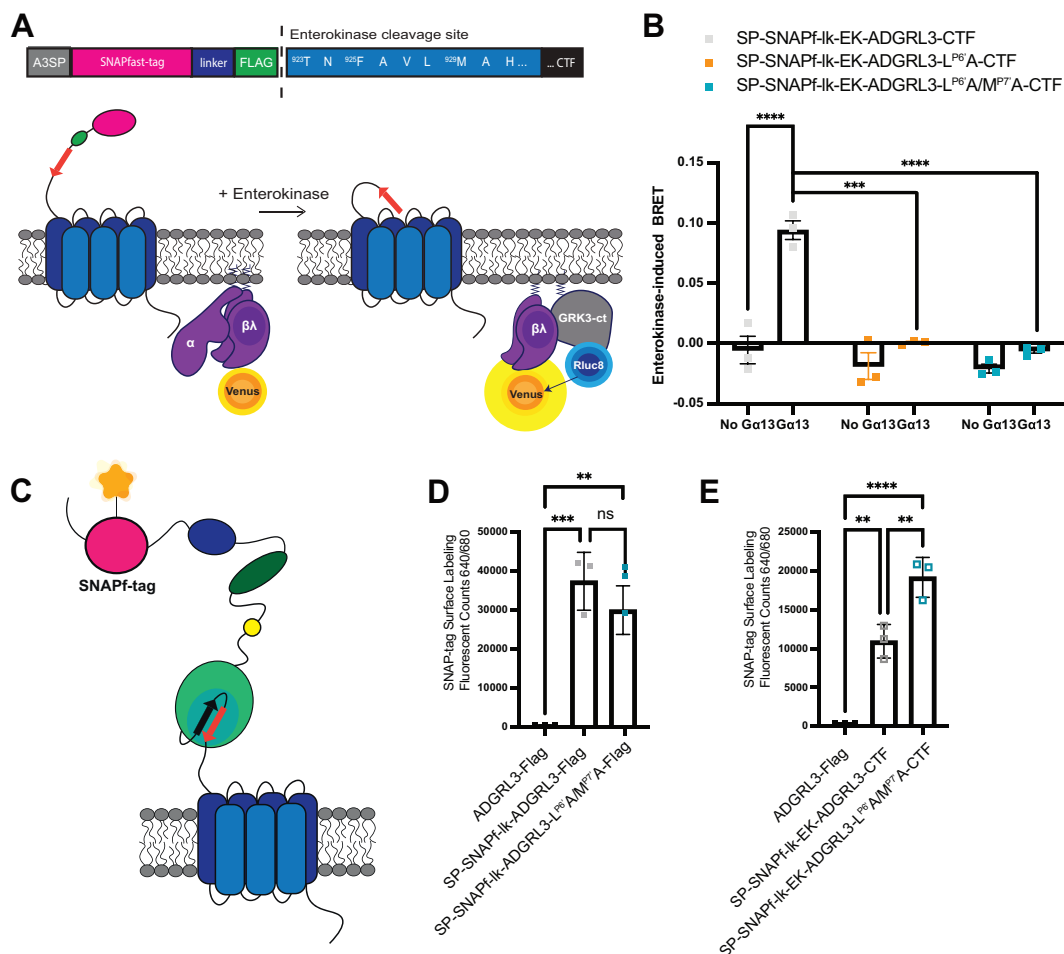 A
Enterokinase cleavage site
A3SP SNAPfast-tag linker FLAG ⁹²³T N ⁹²⁵F A V L ⁹²⁹M A H... ... CTF
+ Enterokinase
α
βλ
Venus
βλ
GRK3-ct
Rluc8
Venus
B
SP-SNAPf-lk-EK-ADGRL3-CTF
SP-SNAPf-lk-EK-ADGRL3-Lᴾ⁶'A-CTF
SP-SNAPf-lk-EK-ADGRL3-Lᴾ⁶'A/Mᴾ⁷'A-CTF
Enterokinase-induced BRET
0.15
0.10
0.05
0.00
-0.05
****
****
***
No Gα13 Gα13 No Gα13 Gα13 No Gα13 Gα13
C
SNAPf-tag
D
SNAP-tag Surface Labeling
Fluorescent Counts 640/680
50000
40000
30000
20000
10000
0
**
***
ns
ADGRL3-Flag
SP-SNAPf-lk-ADGRL3-Flag
SP-SNAPf-lk-ADGRL3-Lᴾ⁶'A/Mᴾ⁷'A-Flag
E
SNAP-tag Surface Labeling
Fluorescent Counts 640/680
25000
20000
15000
10000
5000
0
****
**
**
ADGRL3-Flag
SP-SNAPf-lk-EK-ADGRL3-CTF
SP-SNAPf-lk-EK-ADGRL3-Lᴾ⁶'A/Mᴾ⁷'A-CTF